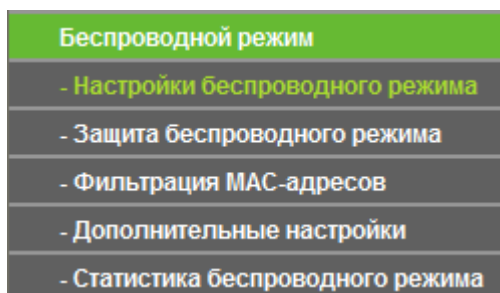 Беспроводной режим
- Настройки беспроводного режима
- Защита беспроводного режима
- Фильтрация MAC-адресов
- Дополнительные настройки
- Статистика беспроводного режима